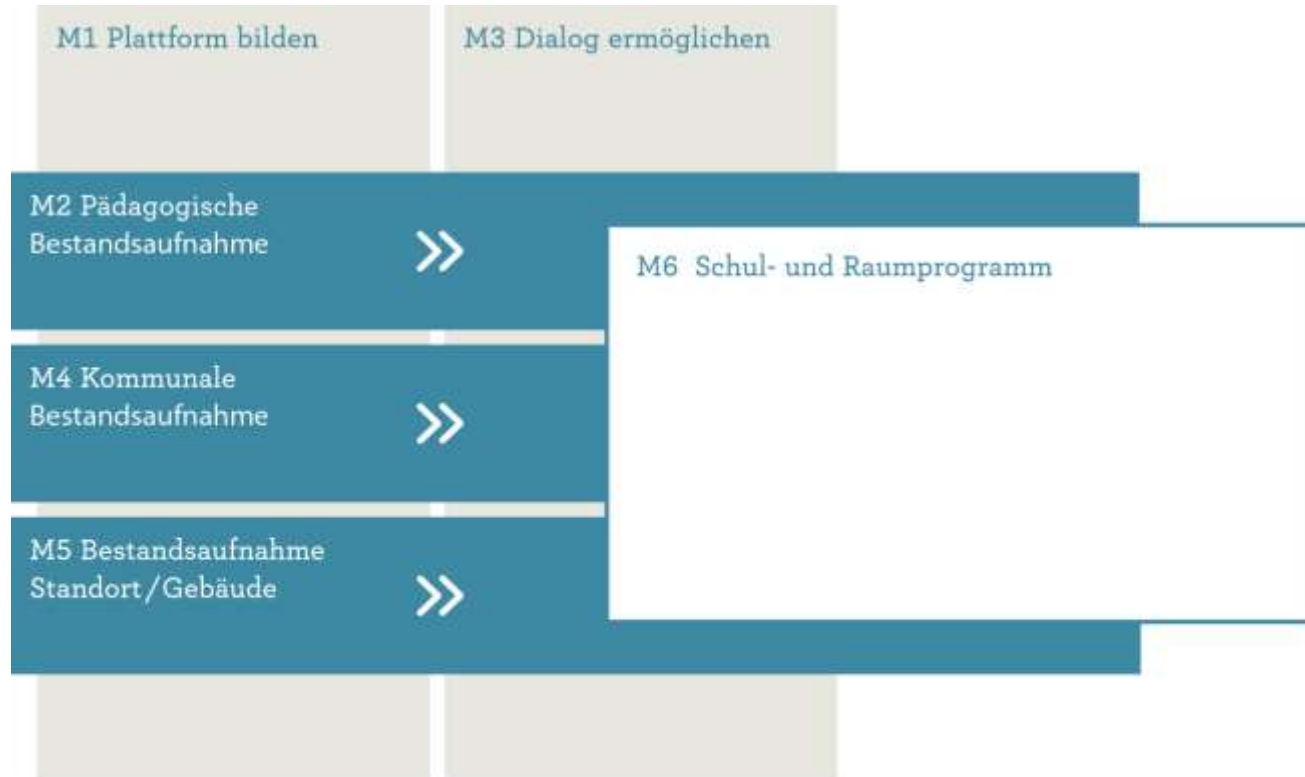 M1 Plattform bilden
M3 Dialog ermöglichen
M2 Pädagogische
Bestandsaufnahme
M6 Schul- und Raumprogramm
M4 Kommunale
Bestandsaufnahme
M5 Bestandsaufnahme
Standort/Gebäude